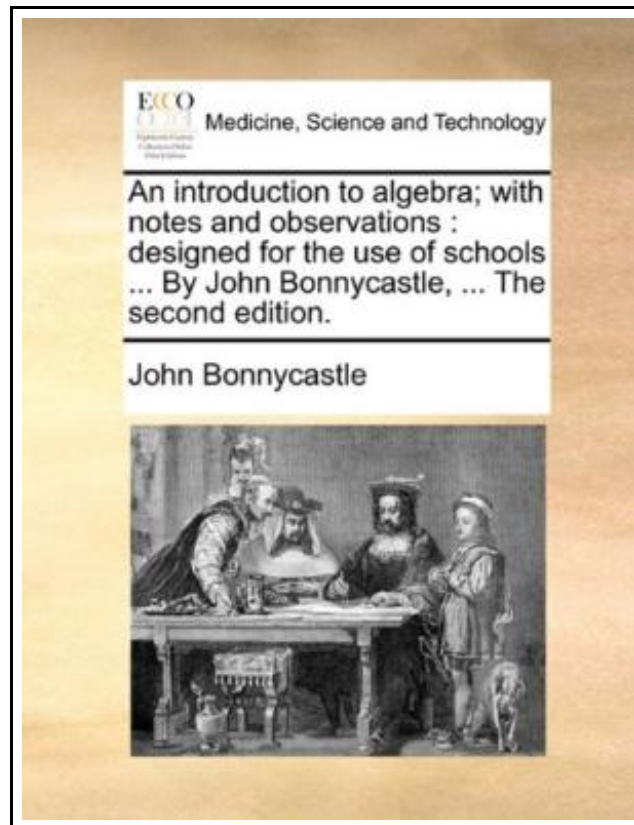 ECCO
Medicine, Science and Technology
An introduction to algebra; with
notes and observations :
designed for the use of schools
... By John Bonnycastle, ... The
second edition.
John Bonnycastle